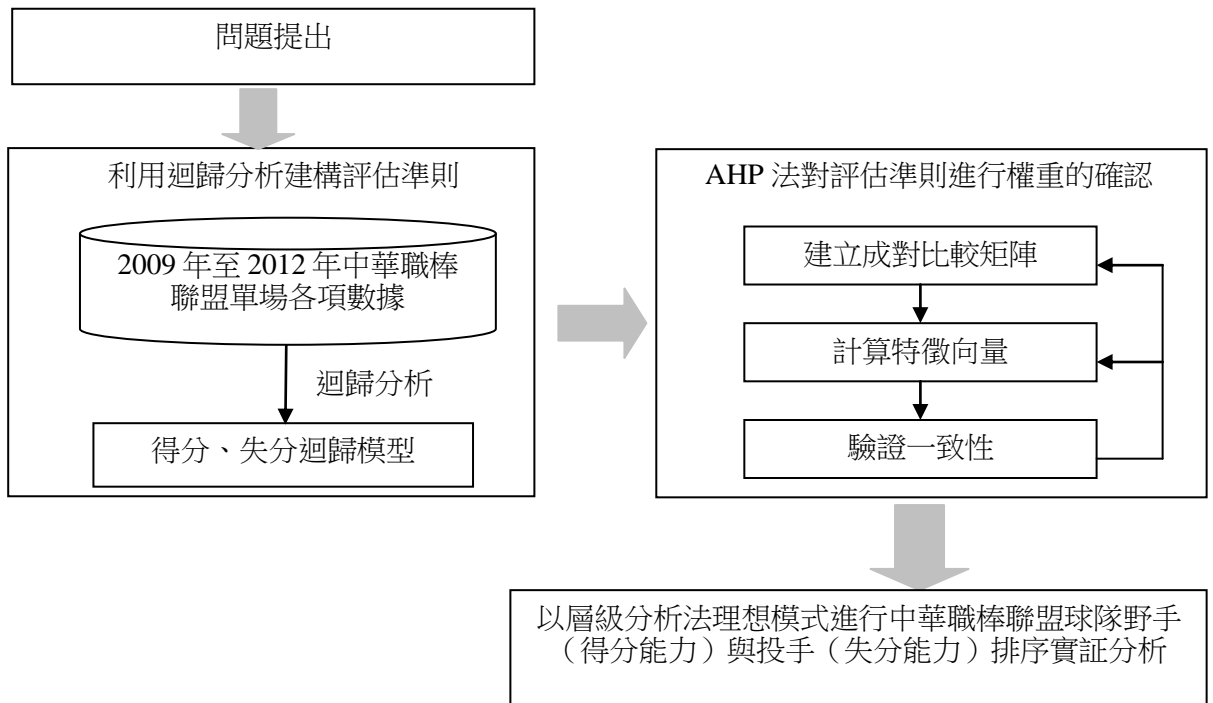 問題提出
利用迴歸分析建構評估準則
2009 年至 2012 年中華職棒
聯盟單場各項數據
迴歸分析
得分、失分迴歸模型
AHP 法對評估準則進行權重的確認
建立成對比較矩陣
計算特徵向量
驗證一致性
以層級分析法理想模式進行中華職棒聯盟球隊野手
（得分能力）與投手（失分能力）排序實証分析